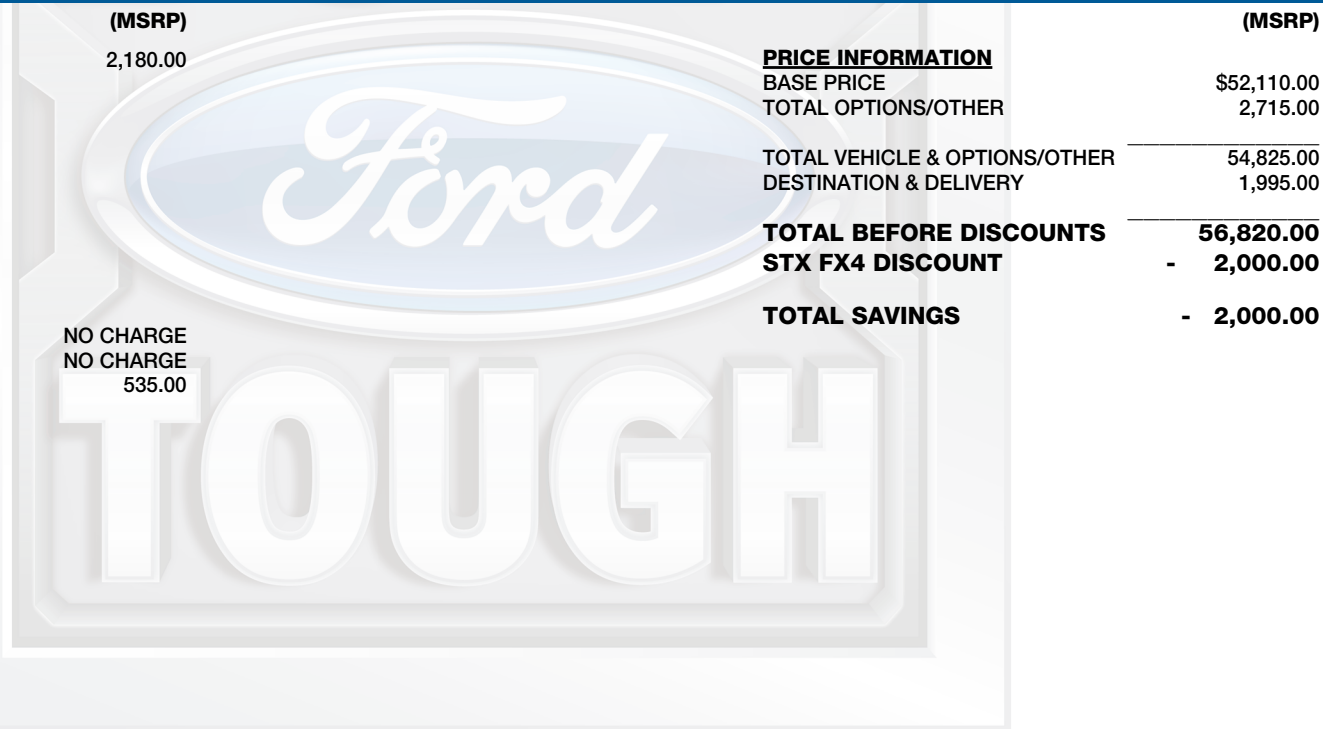 (MSRP)
2,180.00
NO CHARGE
NO CHARGE
535.00
Ford
TOUGH
(MSRP)
PRICE INFORMATION
BASE PRICE $52,110.00
TOTAL OPTIONS/OTHER 2,715.00
TOTAL VEHICLE & OPTIONS/OTHER 54,825.00
DESTINATION & DELIVERY 1,995.00
TOTAL BEFORE DISCOUNTS 56,820.00
STX FX4 DISCOUNT - 2,000.00
TOTAL SAVINGS - 2,000.00